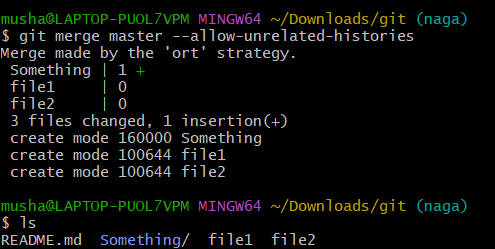 musha@LAPTOP-PUOL7VPM MINGW64 ~/Downloads/git (naga)
$ git merge master --allow-unrelated-histories
Merge made by the 'ort' strategy.
 Something | 1 +
 file1     | 0
 file2     | 0
 3 files changed, 1 insertion(+)
 create mode 160000 Something
 create mode 100644 file1
 create mode 100644 file2

musha@LAPTOP-PUOL7VPM MINGW64 ~/Downloads/git (naga)
$ ls
README.md  Something/  file1  file2